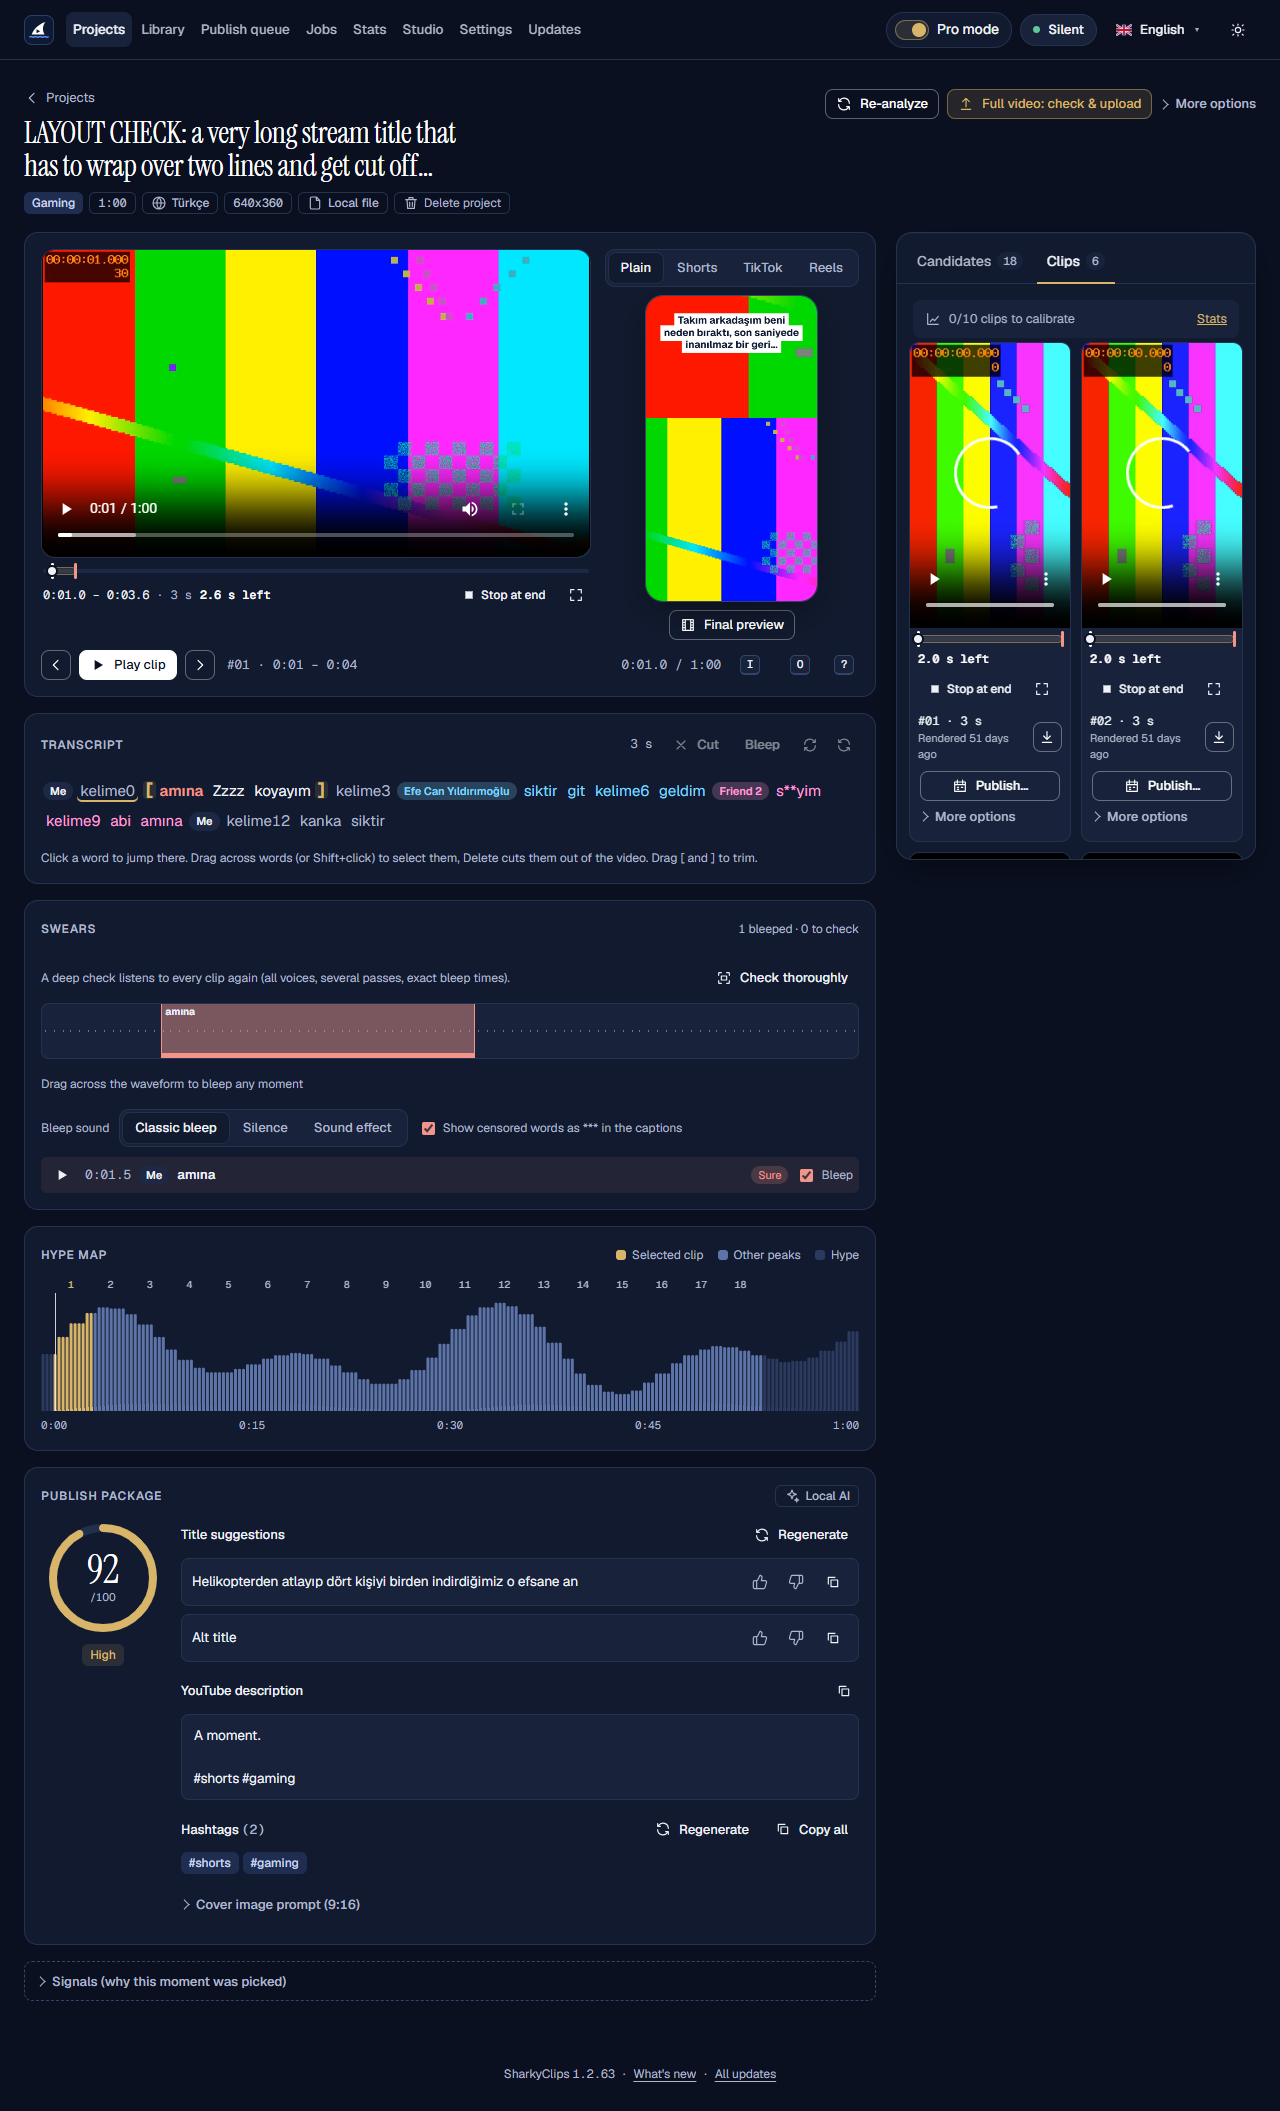 Projects Library Publish queue Jobs Stats Studio Settings Updates Pro mode Silent English
Projects
Re-analyze Full video: check & upload More options
LAYOUT CHECK: a very long stream title that
has to wrap over two lines and get cut off...
Gaming 1:00 Türkçe 640x360 Local file Delete project
00:00:01.000
30
0:01 / 1:00
0:01.0 – 0:03.6 · 3 s 2.6 s left Stop at end
Plain Shorts TikTok Reels
Takım arkadaşım beni
neden bıraktı, son saniyede
inanılmaz bir geri...
Final preview
Play clip #01 · 0:01 – 0:04 0:01.0 / 1:00 I O ?
Candidates 18 Clips 6
0/10 clips to calibrate Stats
00:00:00.000
0
2.0 s left
Stop at end
#01 · 3 s
Rendered 51 days
ago
Publish...
More options
00:00:00.000
0
2.0 s left
Stop at end
#02 · 3 s
Rendered 51 days
ago
Publish...
More options
TRANSCRIPT 3 s Cut Bleep
Me kelime0 [ amına Zzzz koyayım ] kelime3 Efe Can Yıldırımoğlu siktir git kelime6 geldim Friend 2 s**yim
kelime9 abi amına Me kelime12 kanka siktir
Click a word to jump there. Drag across words (or Shift+click) to select them, Delete cuts them out of the video. Drag [ and ] to trim.
SWEARS 1 bleeped · 0 to check
A deep check listens to every clip again (all voices, several passes, exact bleep times). Check thoroughly
amına
Drag across the waveform to bleep any moment
Bleep sound Classic bleep Silence Sound effect Show censored words as *** in the captions
0:01.5 Me amına Sure Bleep
HYPE MAP Selected clip Other peaks Hype
1 2 3 4 5 6 7 8 9 10 11 12 13 14 15 16 17 18
0:00 0:15 0:30 0:45 1:00
PUBLISH PACKAGE Local AI
92
/100
High
Title suggestions Regenerate
Helikopterden atlayıp dört kişiyi birden indirdiğimiz o efsane an
Alt title
YouTube description
A moment.
#shorts #gaming
Hashtags (2) Regenerate Copy all
#shorts #gaming
Cover image prompt (9:16)
Signals (why this moment was picked)
SharkyClips 1.2.63 · What's new · All updates